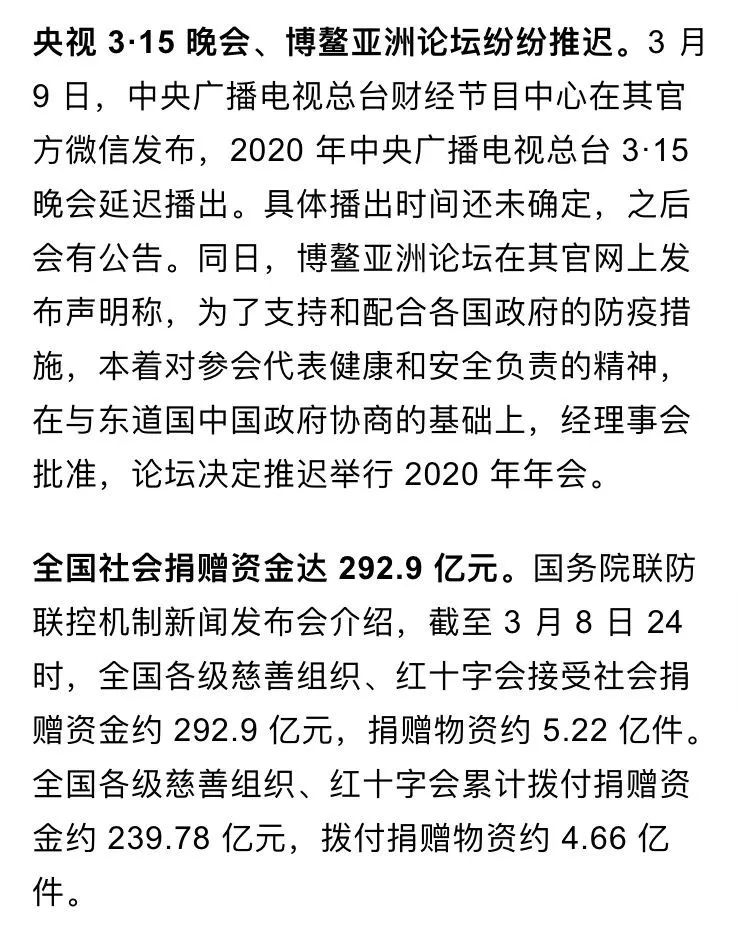 央视 3·15 晚会、博鳌亚洲论坛纷纷推迟。3 月
9 日，中央广播电视总台财经节目中心在其官
方微信发布，2020 年中央广播电视总台 3·15
晚会延迟播出。具体播出时间还未确定，之后
会有公告。同日，博鳌亚洲论坛在其官网上发
布声明称，为了支持和配合各国政府的防疫措
施，本着对参会代表健康和安全负责的精神，
在与东道国中国政府协商的基础上，经理事会
批准，论坛决定推迟举行 2020 年年会。
全国社会捐赠资金达 292.9 亿元。国务院联防
联控机制新闻发布会介绍，截至 3 月 8 日 24
时，全国各级慈善组织、红十字会接受社会捐
赠资金约 292.9 亿元，捐赠物资约 5.22 亿件。
全国各级慈善组织、红十字会累计拨付捐赠资
金约 239.78 亿元，拨付捐赠物资约 4.66 亿
件。